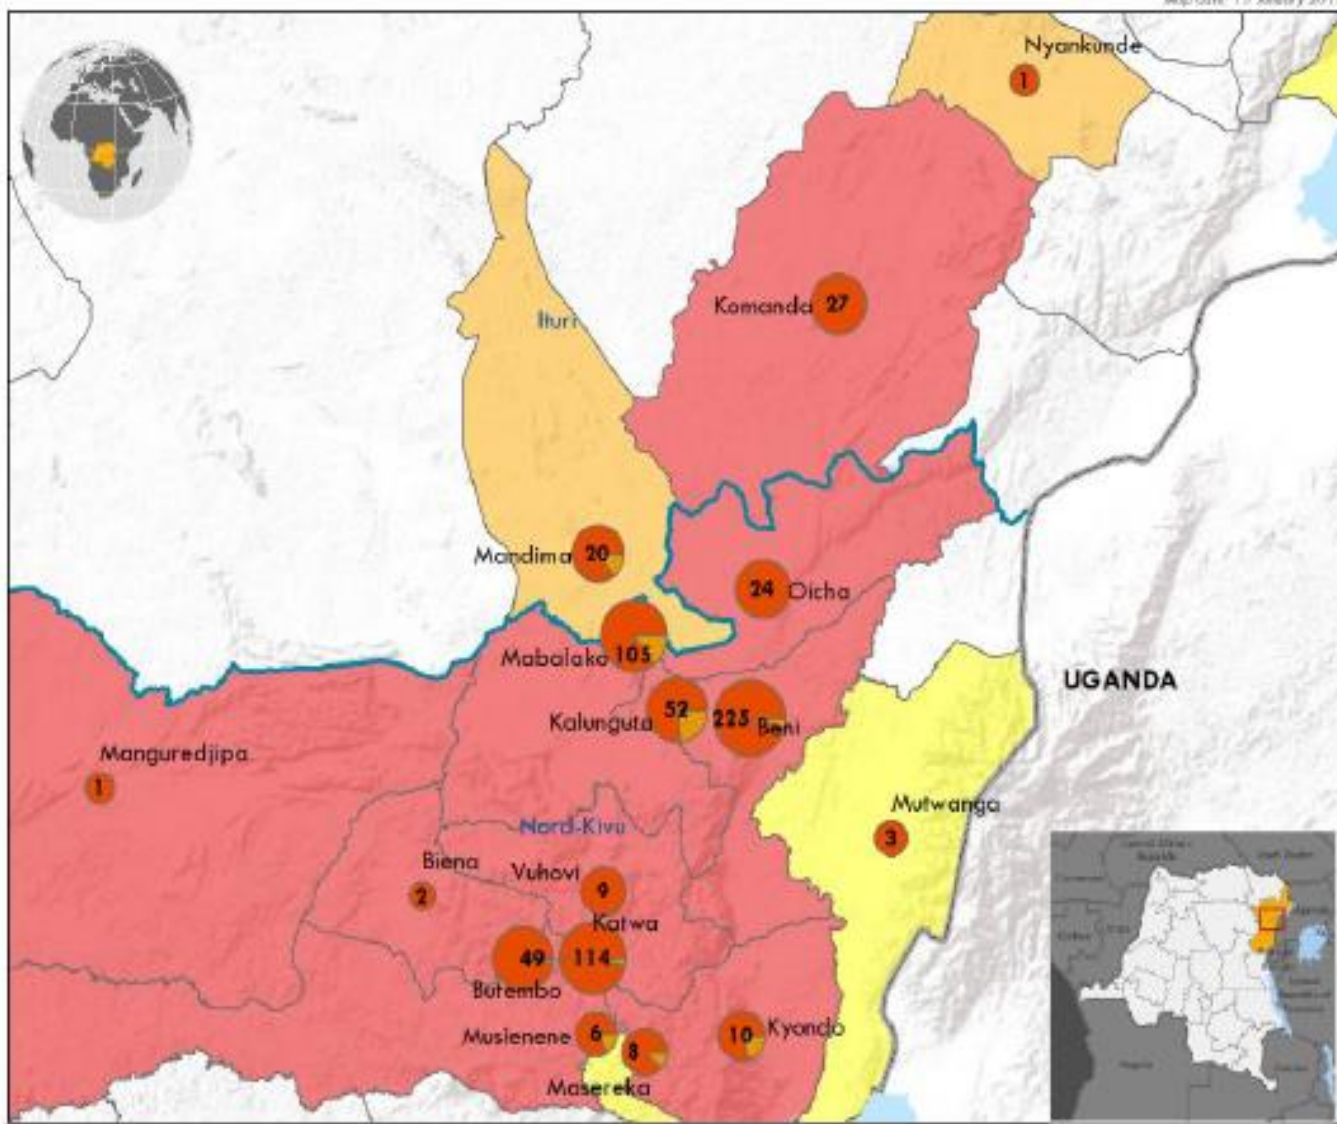 Nyankunde
1
Komanda 27
Ituri
Mandima 20
24 Oicha
Mabalako 105
Kalunguta 52
225 Beni
UGANDA
Manguredjipa
1
Mutwanga
3
Nord-Kivu
Biena
2
Vuhovi
9
Katwa
114
49
Butembo
Musienene 6
8
Masereka
10 Kyondo